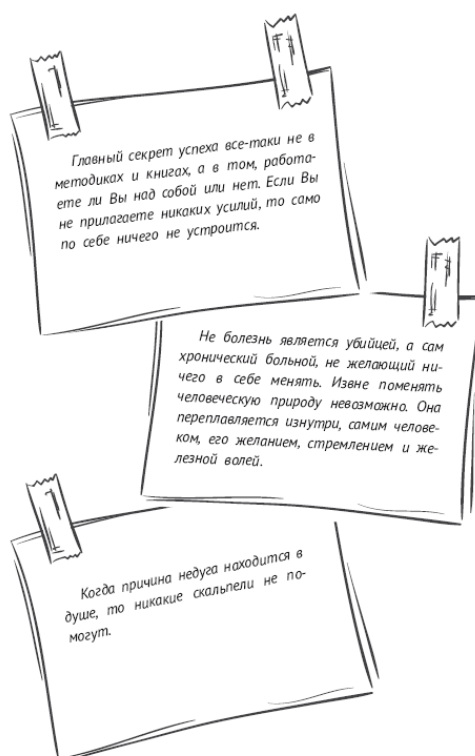 Главный секрет успеха все-таки не в
методиках и книгах, а в том, работа-
ете ли Вы над собой или нет. Если Вы
не прилагаете никаких усилий, то само
по себе ничего не устроится.
Не болезнь является убийцей, а сам
хронический больной, не желающий ни-
чего в себе менять. Извне поменять
человеческую природу невозможно. Она
переплавляется изнутри, самим челове-
ком, его желанием, стремлением и же-
лезной волей.
Когда причина недуга находится в
душе, то никакие скальпели не по-
могут.